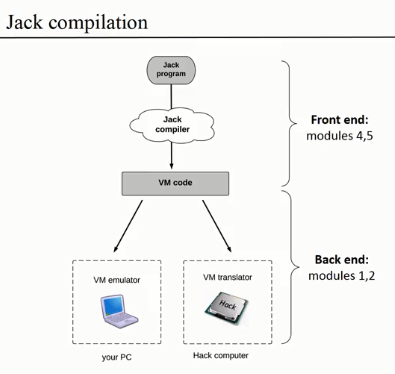 Jack compilation
Jack
program
Jack
compiler
Front end:
modules 4,5
VM code
Back end:
modules 1,2
VM emulator
VM translator
Hack
your PC
Hack computer